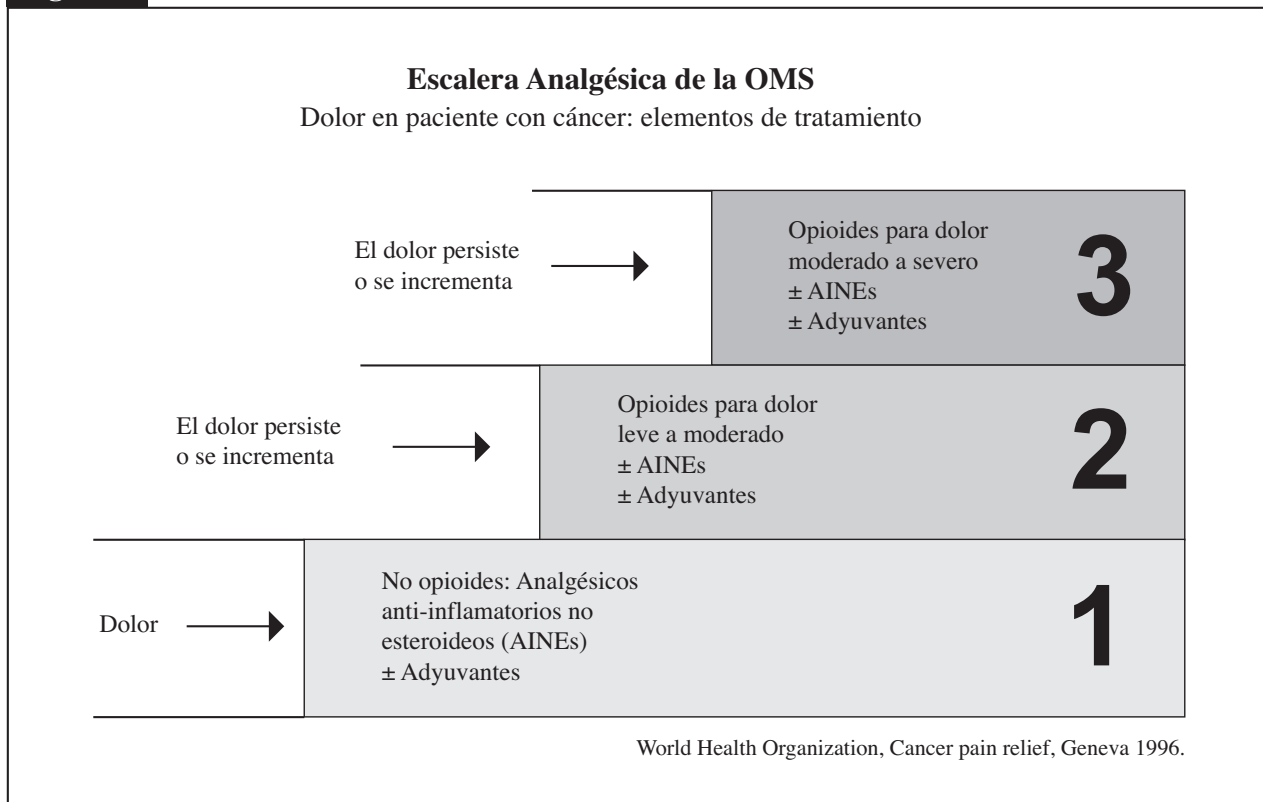 Escalera Analgésica de la OMS
Dolor en paciente con cáncer: elementos de tratamiento
El dolor persiste
o se incrementa
Opioides para dolor
moderado a severo
± AINEs
± Adyuvantes
3
El dolor persiste
o se incrementa
Opioides para dolor
leve a moderado
± AINEs
± Adyuvantes
2
Dolor
No opioides: Analgésicos
anti-inflamatorios no
esteroideos (AINEs)
± Adyuvantes
1
World Health Organization, Cancer pain relief, Geneva 1996.